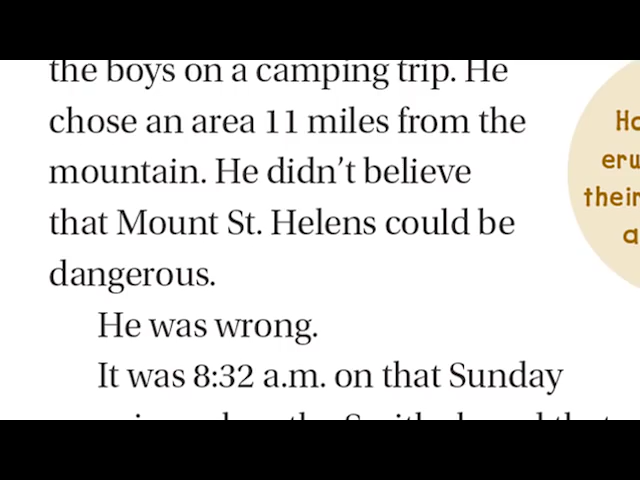 the boys on a camping trip. He
chose an area 11 miles from the
mountain. He didn't believe
that Mount St. Helens could be
dangerous.
He was wrong.
It was 8:32 a.m. on that Sunday
their
a